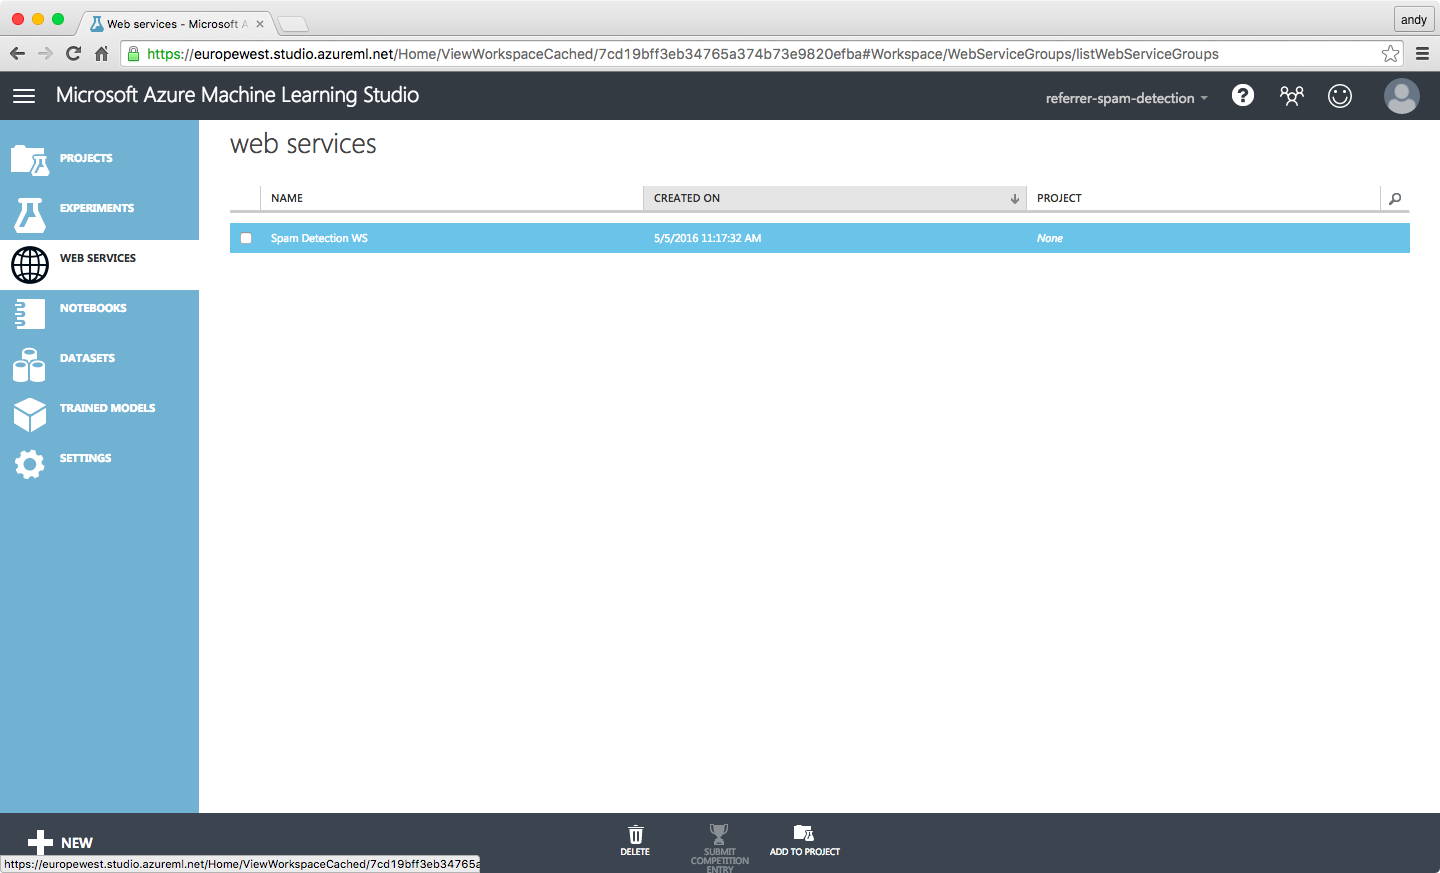 Web services - Microsoft A
andy
https://europewest.studio.azureml.net/Home/ViewWorkspaceCached/7cd19bff3eb34765a374b73e9820efba#Workspace/WebServiceGroups/listWebServiceGroups
Microsoft Azure Machine Learning Studio
referrer-spam-detection
?
PROJECTS
EXPERIMENTS
WEB SERVICES
NOTEBOOKS
DATASETS
TRAINED MODELS
SETTINGS
web services
NAME CREATED ON PROJECT
Spam Detection WS 5/5/2016 11:17:32 AM None
NEW
DELETE
SUBMIT
COMPETITION
ENTRY
ADD TO PROJECT
https://europewest.studio.azureml.net/Home/ViewWorkspaceCached/7cd19bff3eb34765a